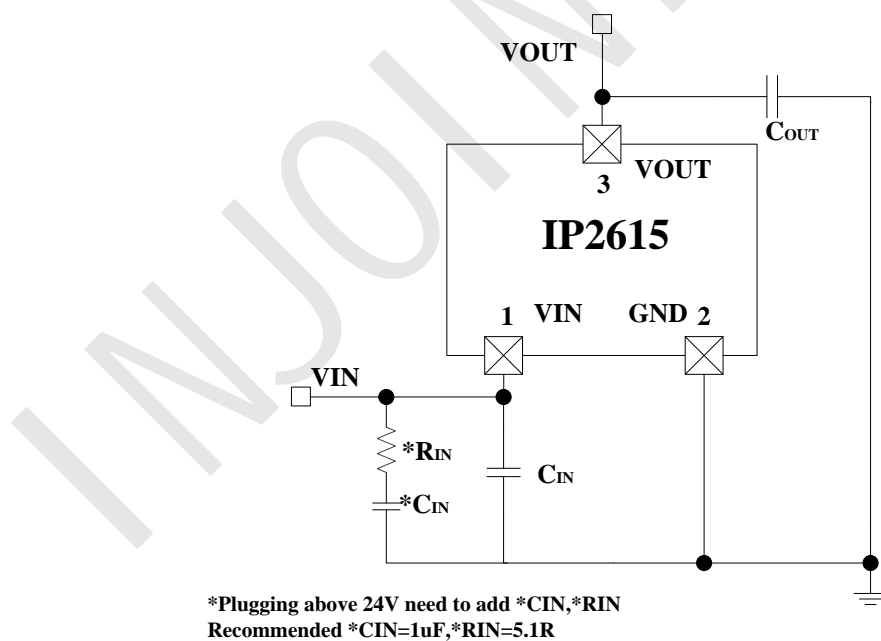 VOUT
COUT
3 VOUT
IP2615
1 VIN GND 2
VIN
*RIN
*CIN
CIN
*Plugging above 24V need to add *CIN,*RIN
Recommended *CIN=1uF,*RIN=5.1R
INJOIN